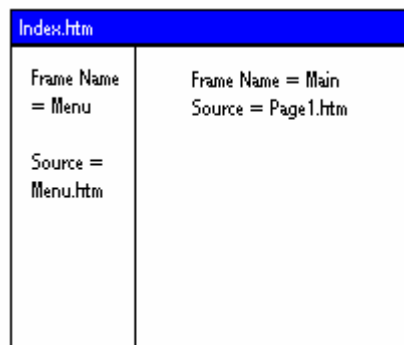 Index.htm
Frame Name
= Menu
Source =
Menu.htm
Frame Name = Main
Source = Page1.htm